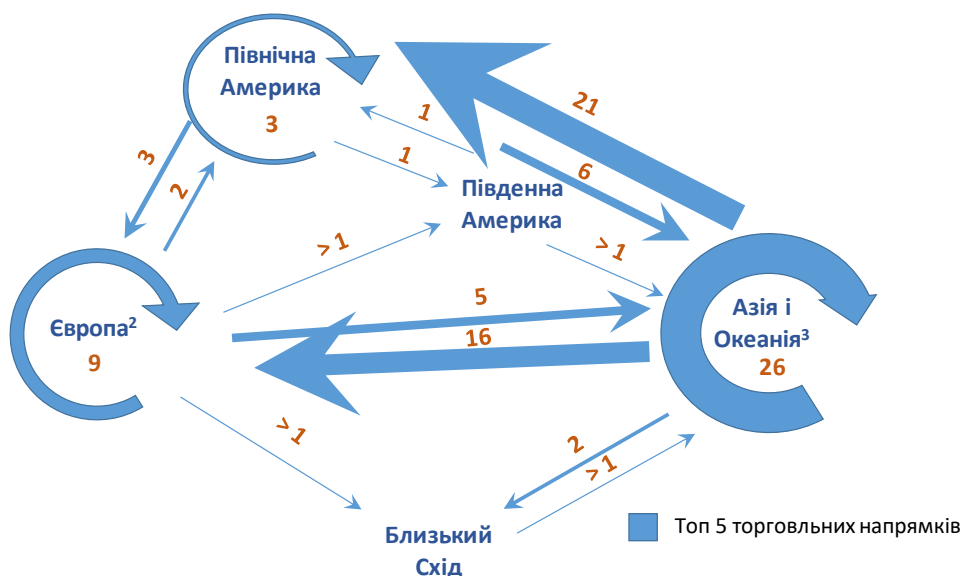 Північна
Америка
3
21
1
1
6
3
2
Південна
Америка
> 1
> 1
Європа²
9
5
16
Азія і
Океанія³
26
> 1
2
> 1
Близький
Схід
Топ 5 торговльних напрямків